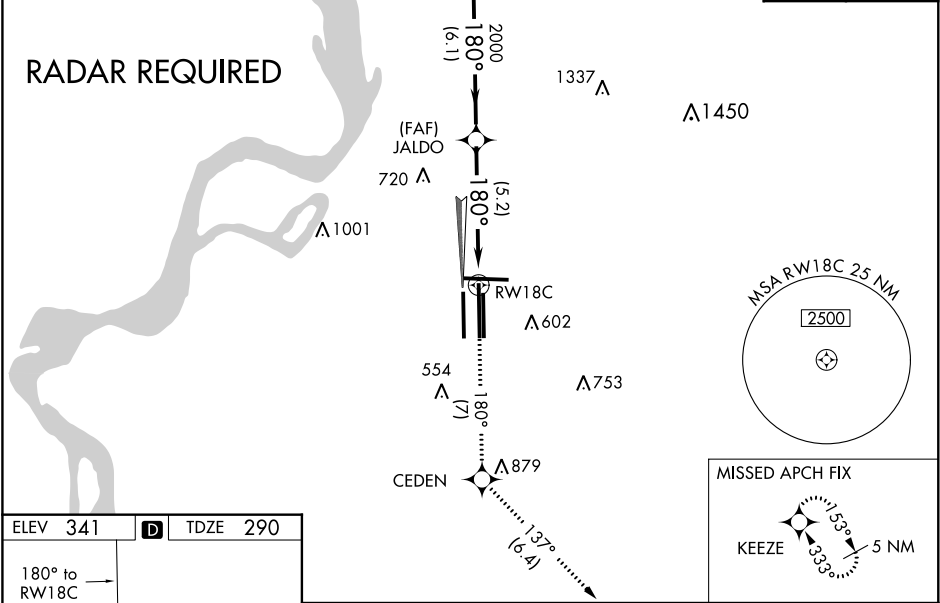 RADAR REQUIRED
2000
180°
(6.1)
1337
1450
(FAF)
JALDO
720
180°
(5.2)
1001
RW18C
602
MSA RW18C 25 NM
2500
554
753
180°
(7)
CEDEN
879
137°
(6.4)
MISSED APCH FIX
KEEZE
153°
333°
5 NM
ELEV 341 D TDZE 290
180° to
RW18C